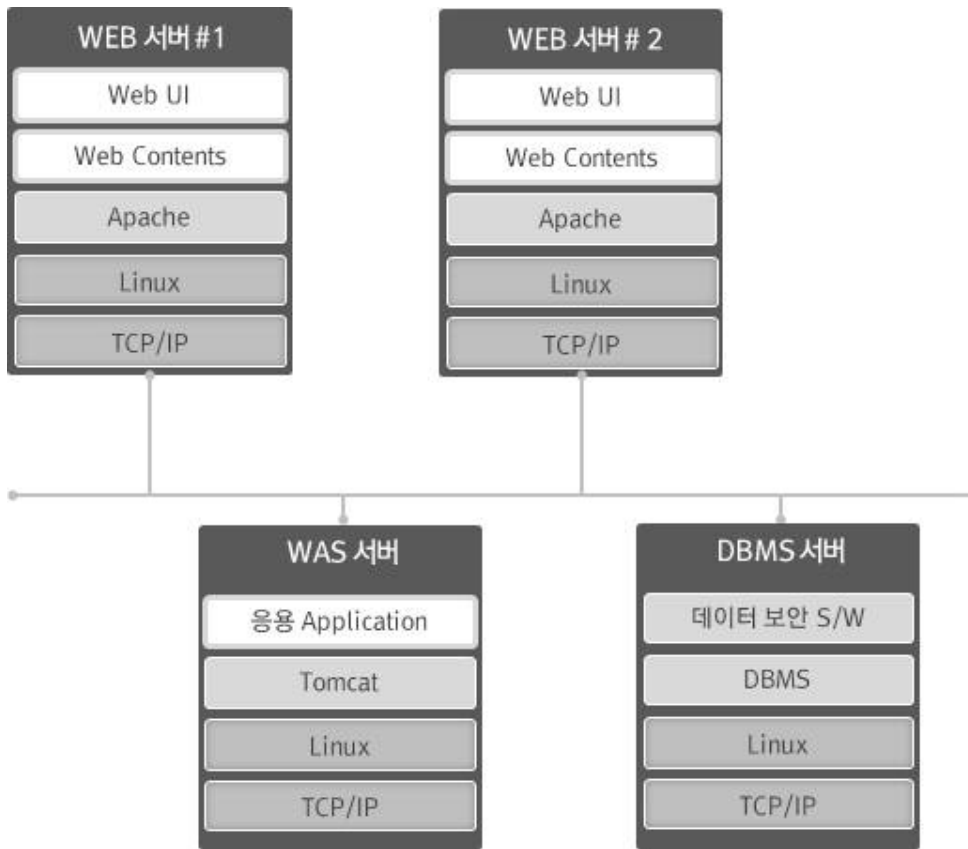 WEB 서버 #1
Web UI
Web Contents
Apache
Linux
TCP/IP
WEB 서버 # 2
Web UI
Web Contents
Apache
Linux
TCP/IP
WAS 서버
응용 Application
Tomcat
Linux
TCP/IP
DBMS 서버
데이터 보안 S/W
DBMS
Linux
TCP/IP